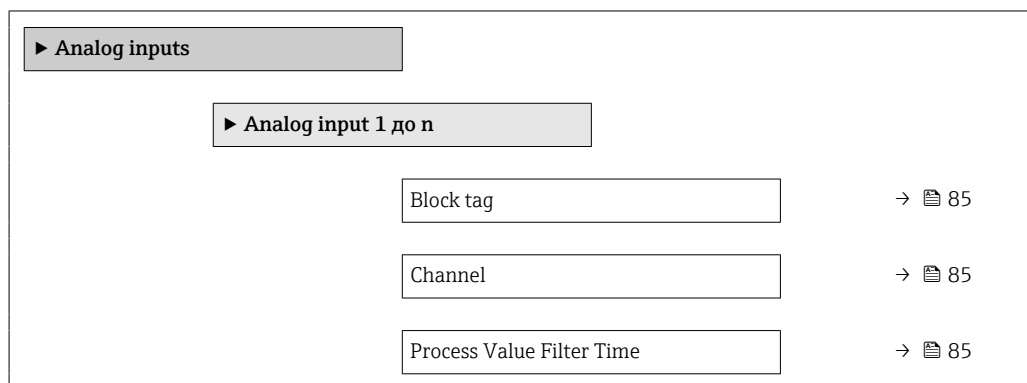 ▶ Analog inputs
▶ Analog input 1 до n
Block tag → 85
Channel → 85
Process Value Filter Time → 85